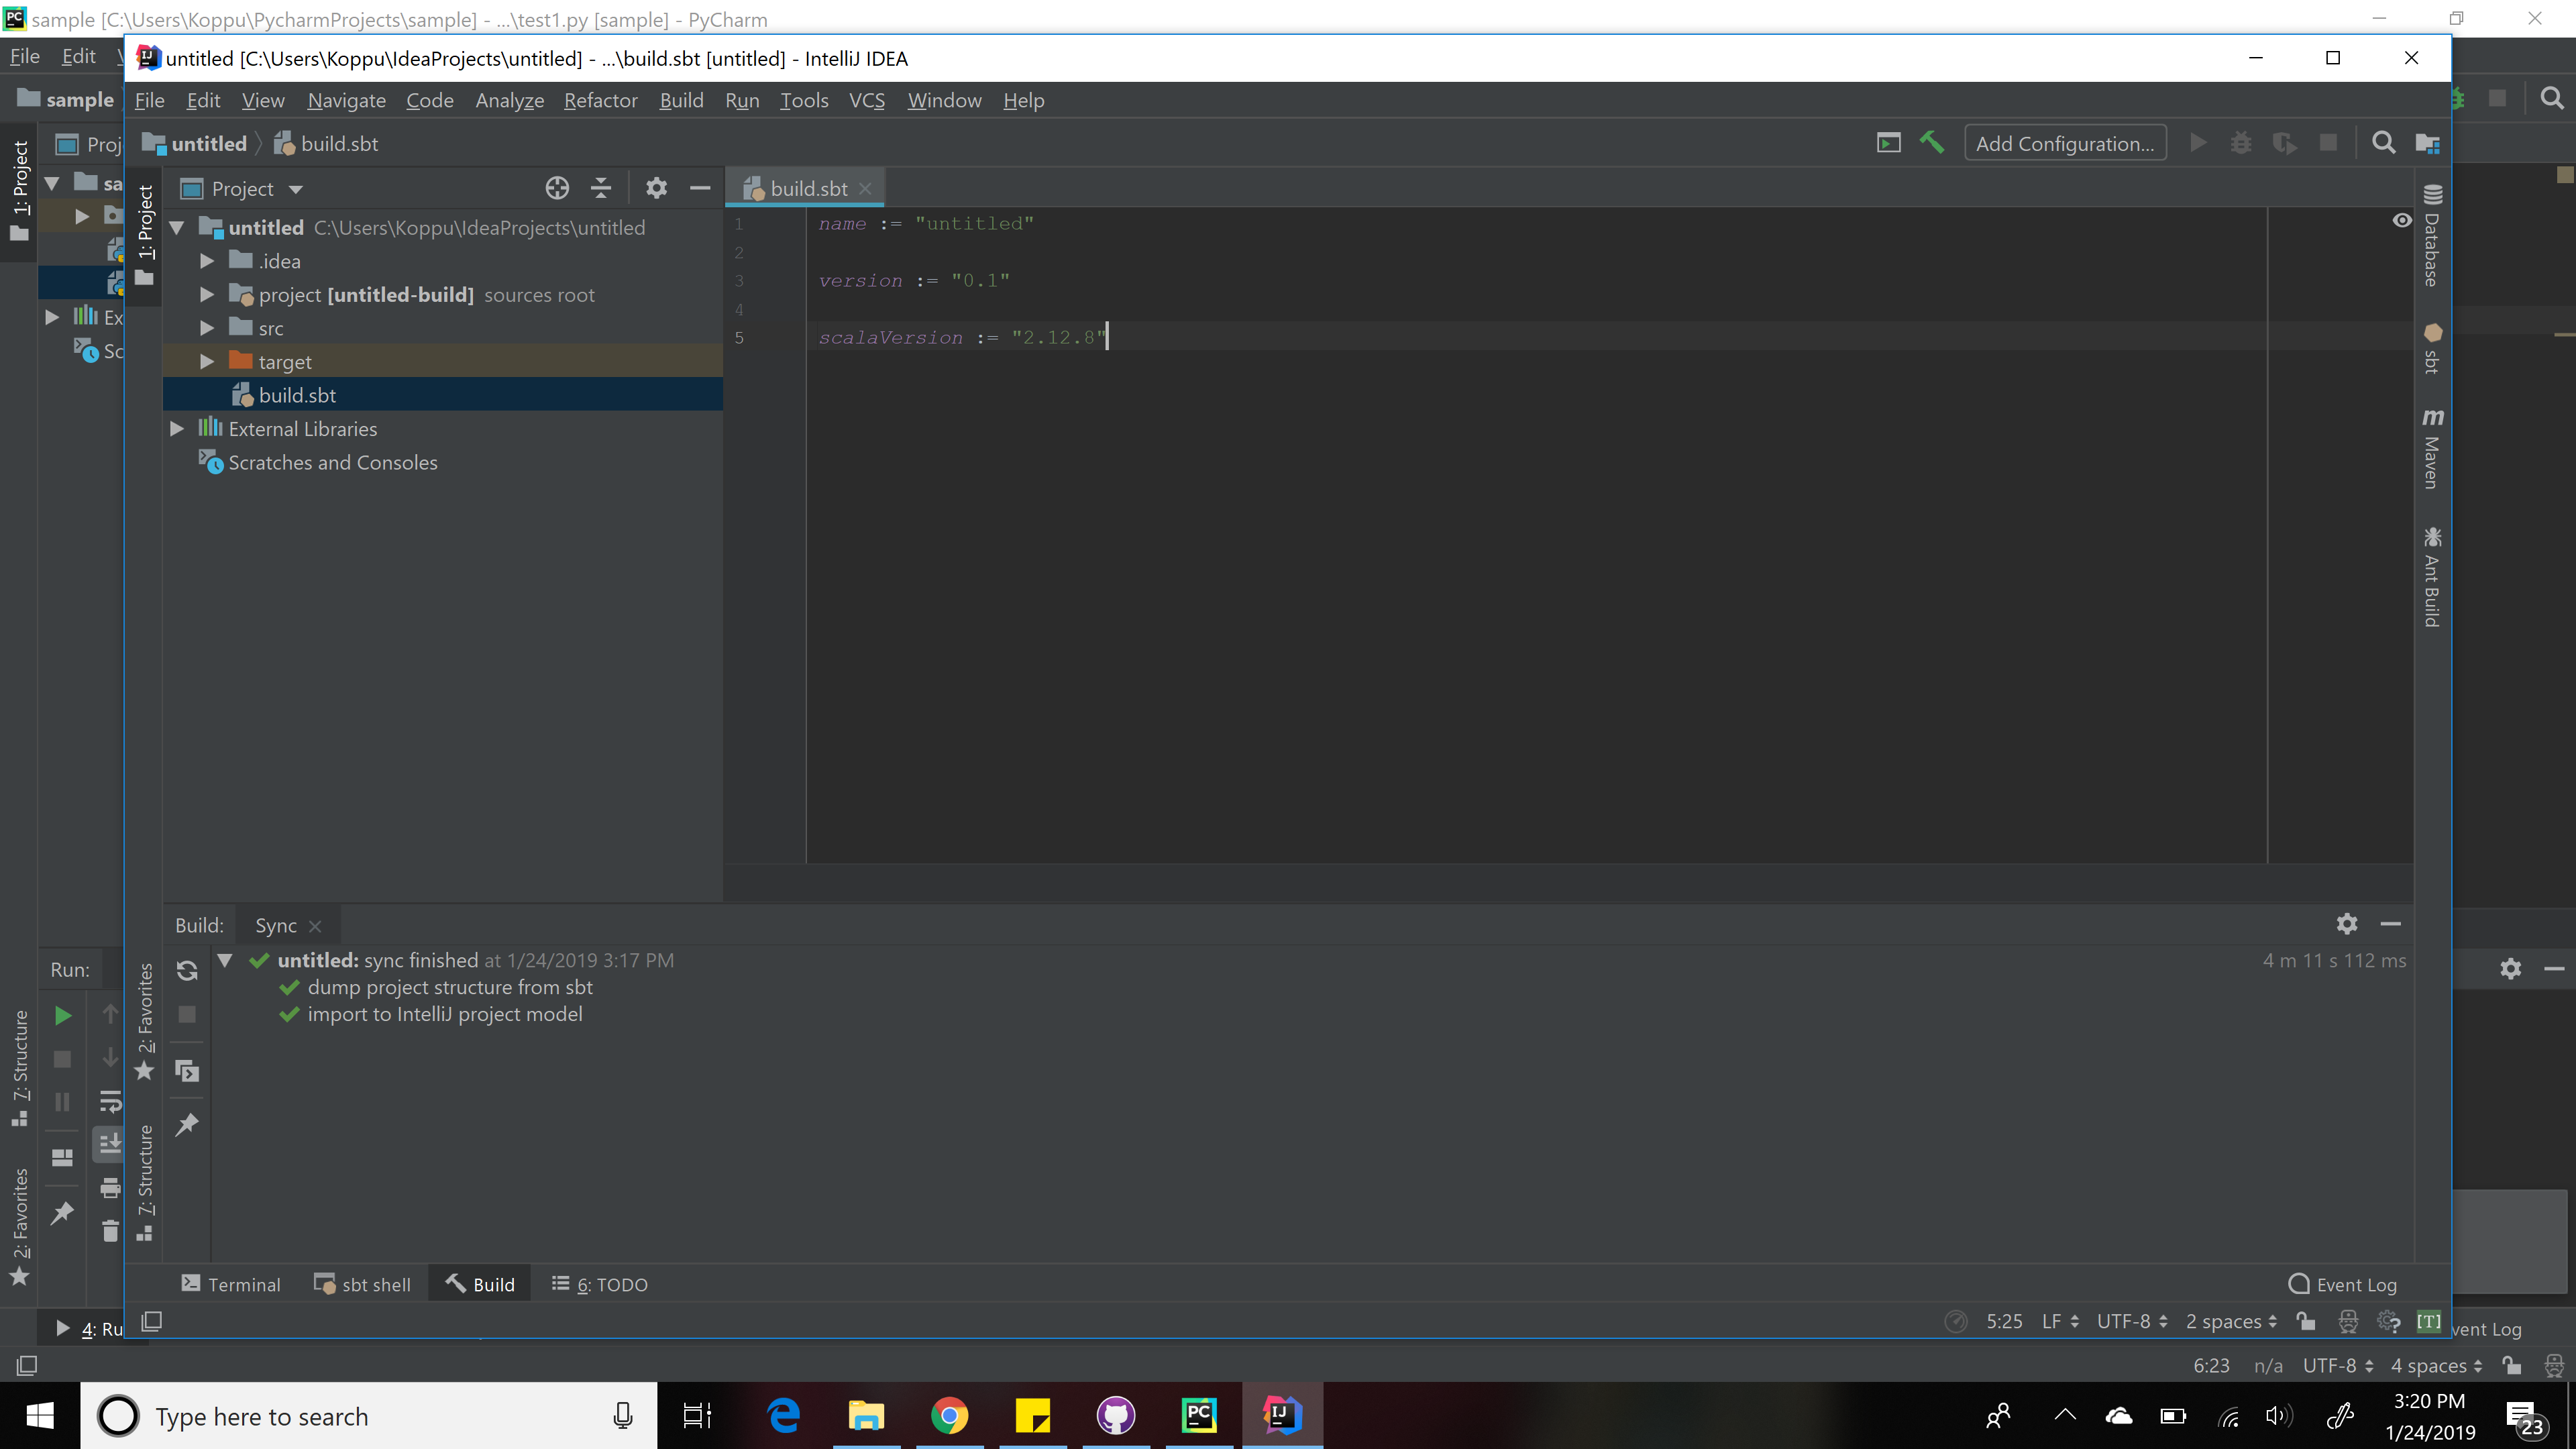 sample [C:\Users\Koppu\PycharmProjects\sample] - ...\test1.py [sample] - PyCharm
File Edit V
untitled [C:\Users\Koppu\IdeaProjects\untitled] - ...\build.sbt [untitled] - IntelliJ IDEA
File Edit View Navigate Code Analyze Refactor Build Run Tools VCS Window Help
sample
untitled build.sbt
Add Configuration...
1: Project
Proj
sa
Ex
Sc
1: Project
Project
untitled C:\Users\Koppu\IdeaProjects\untitled
.idea
project [untitled-build] sources root
src
target
build.sbt
External Libraries
Scratches and Consoles
build.sbt
1 name := "untitled"
2
3 version := "0.1"
4
5 scalaVersion := "2.12.8"
Database
sbt
m Maven
Ant Build
Build: Sync
untitled: sync finished at 1/24/2019 3:17 PM 4 m 11 s 112 ms
dump project structure from sbt
import to IntelliJ project model
Run:
2: Favorites
7: Structure
7: Structure
2: Favorites
Terminal sbt shell Build 6: TODO Event Log
5:25 LF UTF-8 2 spaces [T]
4: Ru vent Log
6:23 n/a UTF-8 4 spaces
Type here to search
PC
IJ
3:20 PM
1/24/2019
23